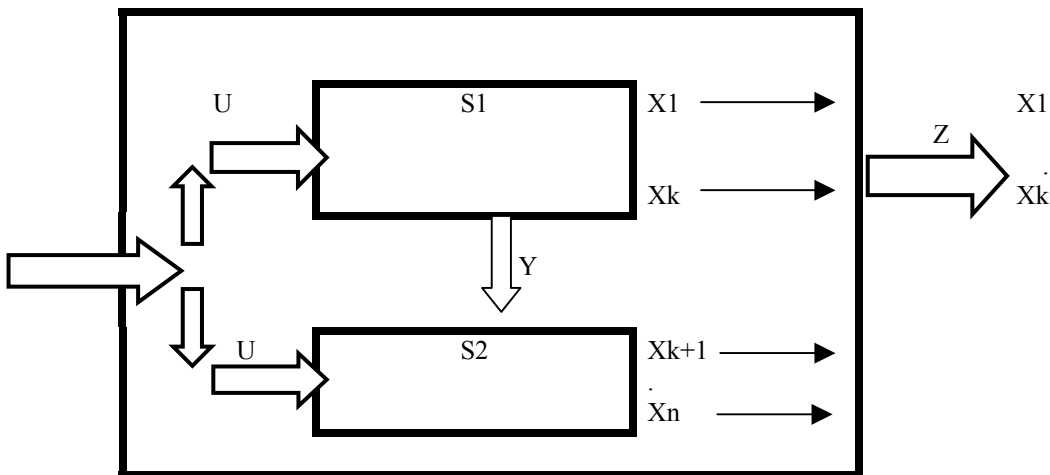 U S1 X1 X1
Z
.
Xk Xk
Y
U S2 Xk+1
.
Xn